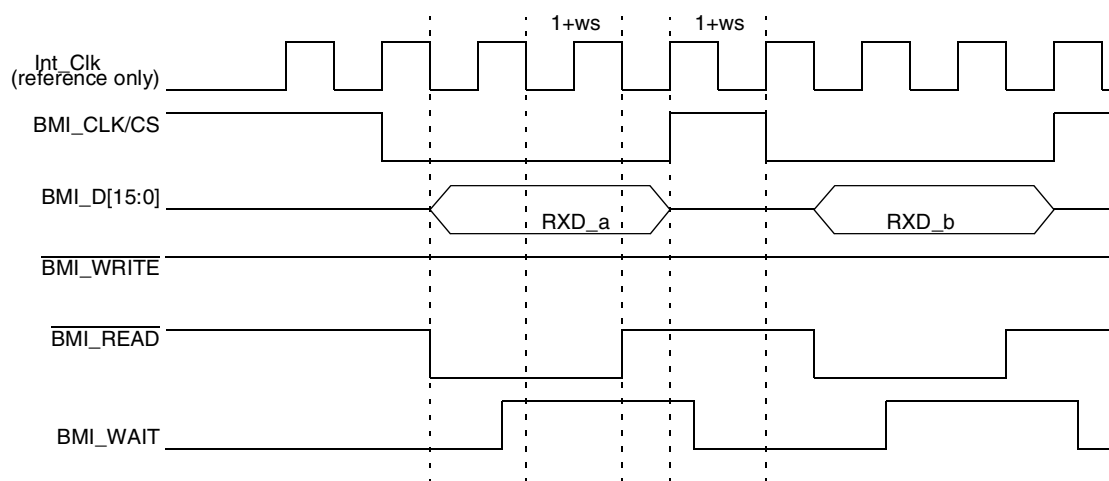 1+ws
1+ws
Int_Clk
(reference only)
BMI_CLK/CS
BMI_D[15:0]
RXD_a
RXD_b
BMI_WRITE
BMI_READ
BMI_WAIT